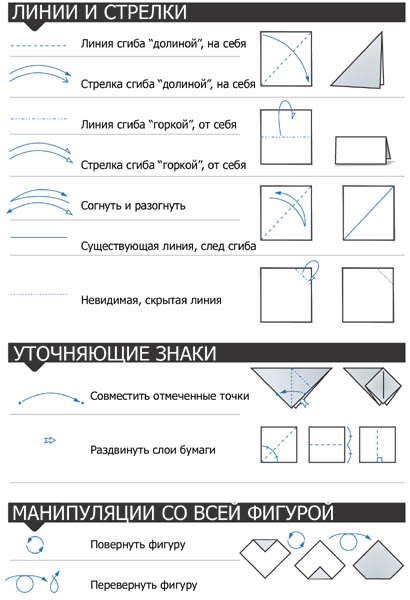 ЛИНИИ И СТРЕЛКИ
Линия сгиба “долиной”, на себя
Стрелка сгиба “долиной”, на себя
Линия сгиба “горкой”, от себя
Стрелка сгиба “горкой”, от себя
Согнуть и разогнуть
Существующая линия, след сгиба
Невидимая, скрытая линия
УТОЧНЯЮЩИЕ ЗНАКИ
Совместить отмеченные точки
Раздвинуть слои бумаги
МАНИПУЛЯЦИИ СО ВСЕЙ ФИГУРОЙ
Повернуть фигуру
Перевернуть фигуру